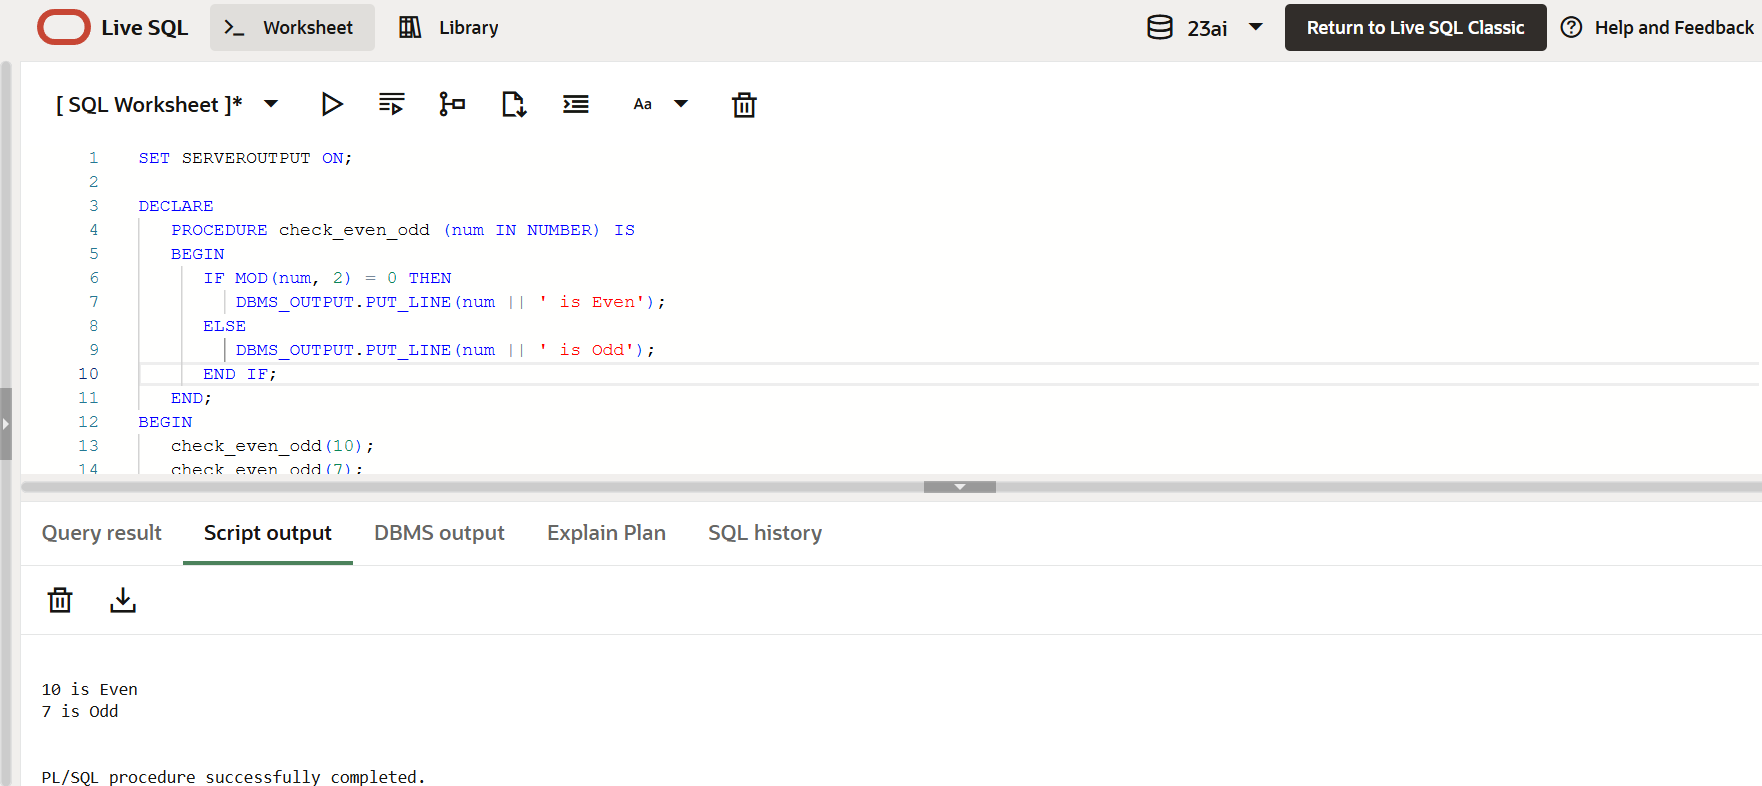 Live SQL
>_ Worksheet
Library
23ai
Return to Live SQL Classic
Help and Feedback
[ SQL Worksheet ]*
Aa
1 SET SERVEROUTPUT ON;
2
3 DECLARE
4 PROCEDURE check_even_odd (num IN NUMBER) IS
5 BEGIN
6 IF MOD(num, 2) = 0 THEN
7 DBMS_OUTPUT.PUT_LINE(num || ' is Even');
8 ELSE
9 DBMS_OUTPUT.PUT_LINE(num || ' is Odd');
10 END IF;
11 END;
12 BEGIN
13 check_even_odd(10);
14 check_even_odd(7);
Query result
Script output
DBMS output
Explain Plan
SQL history
10 is Even
7 is Odd
PL/SQL procedure successfully completed.